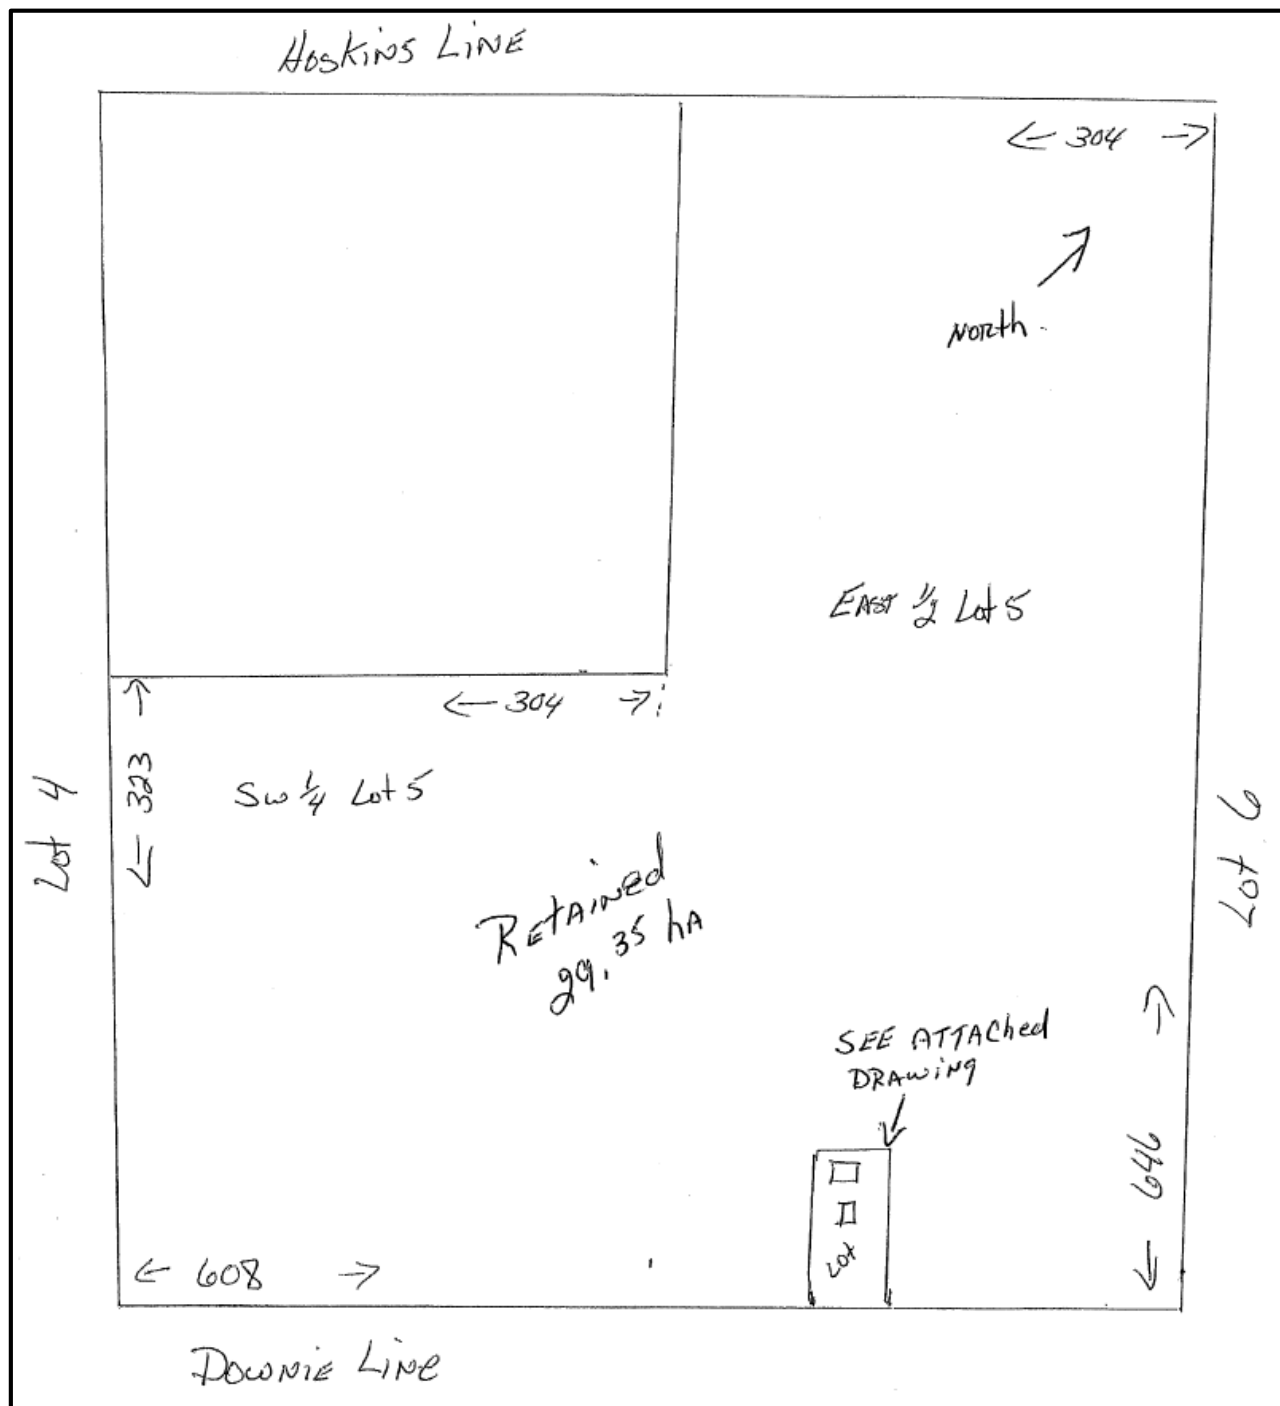 Hoskins Line
← 304 →
North
East 1/2 Lot 5
← 304 →
← 323 →
SW 1/4 Lot 5
Lot 4
Lot 6
Retained
29.35 hA
SEE ATTAChed
DRAWING
Lot
← 646 →
← 608 →
Downie Line